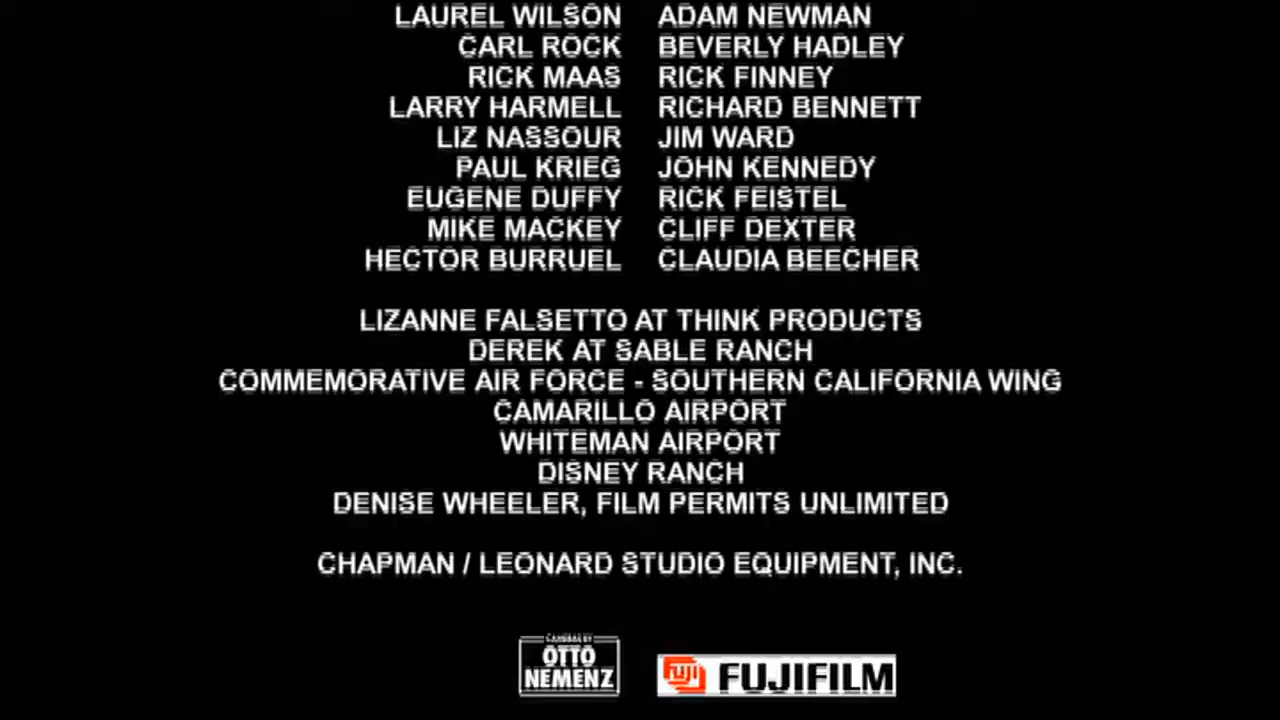 LAUREL WILSON ADAM NEWMAN
CARL ROCK BEVERLY HADLEY
RICK MAAS RICK FINNEY
LARRY HARMELL RICHARD BENNETT
LIZ NASSOUR JIM WARD
PAUL KRIEG JOHN KENNEDY
EUGENE DUFFY RICK FEISTEL
MIKE MACKEY CLIFF DEXTER
HECTOR BURRUEL CLAUDIA BEECHER
LIZANNE FALSETTO AT THINK PRODUCTS
DEREK AT SABLE RANCH
COMMEMORATIVE AIR FORCE - SOUTHERN CALIFORNIA WING
CAMARILLO AIRPORT
WHITEMAN AIRPORT
DISNEY RANCH
DENISE WHEELER, FILM PERMITS UNLIMITED
CHAPMAN / LEONARD STUDIO EQUIPMENT, INC.
CAMERAS BY
OTTO
NEMENZ
FUJI FUJIFILM